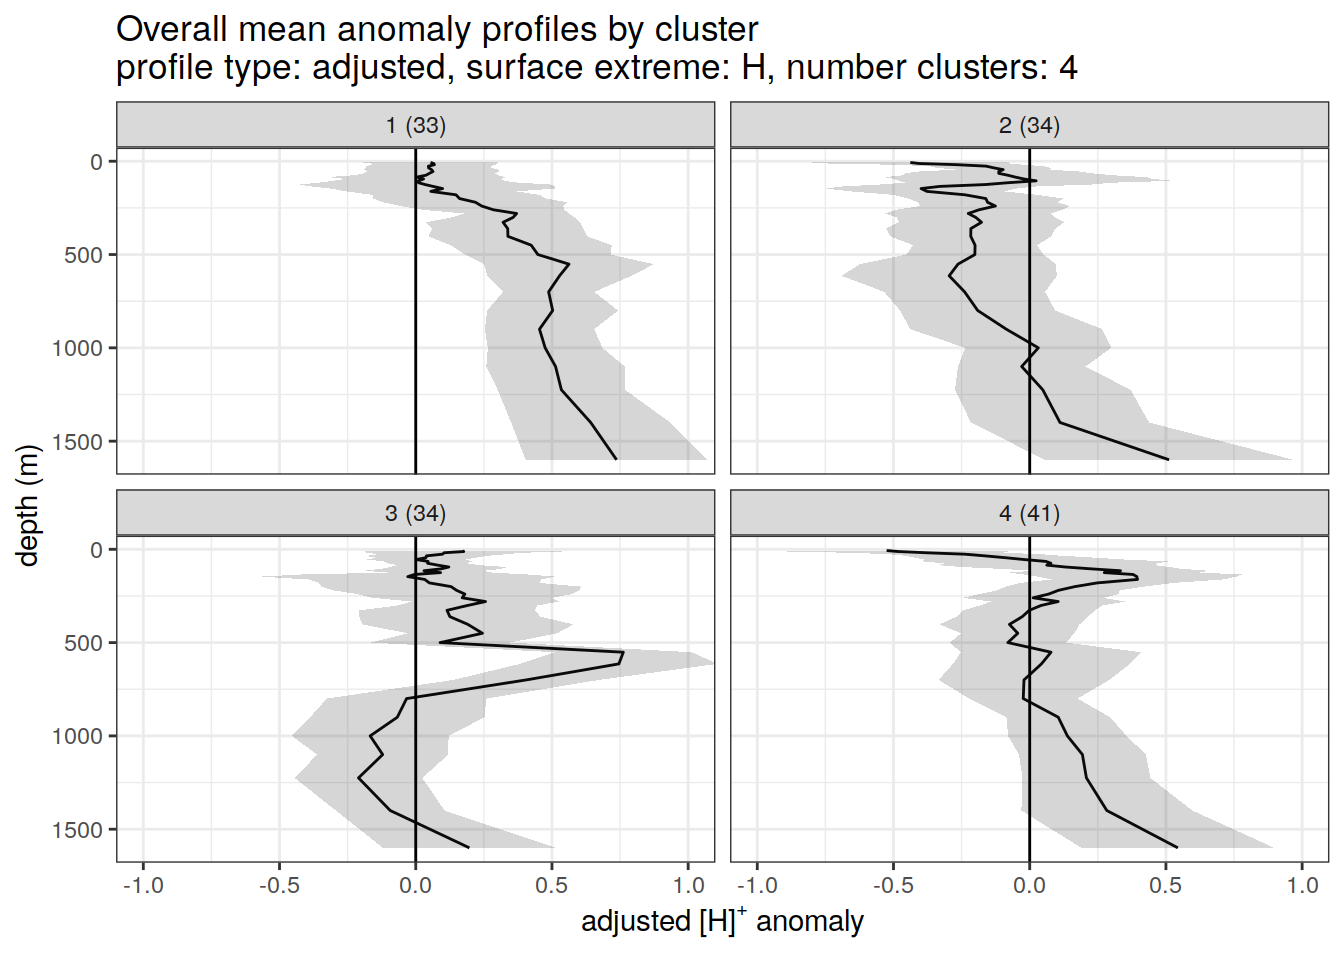 Overall mean anomaly profiles by cluster
profile type: adjusted, surface extreme: H, number clusters: 4
1 (33)
2 (34)
0
500
1000
1500
3 (34)
4 (41)
0
500
1000
1500
-1.0 -0.5 0.0 0.5 1.0
-1.0 -0.5 0.0 0.5 1.0
depth (m)
adjusted [H]⁺ anomaly